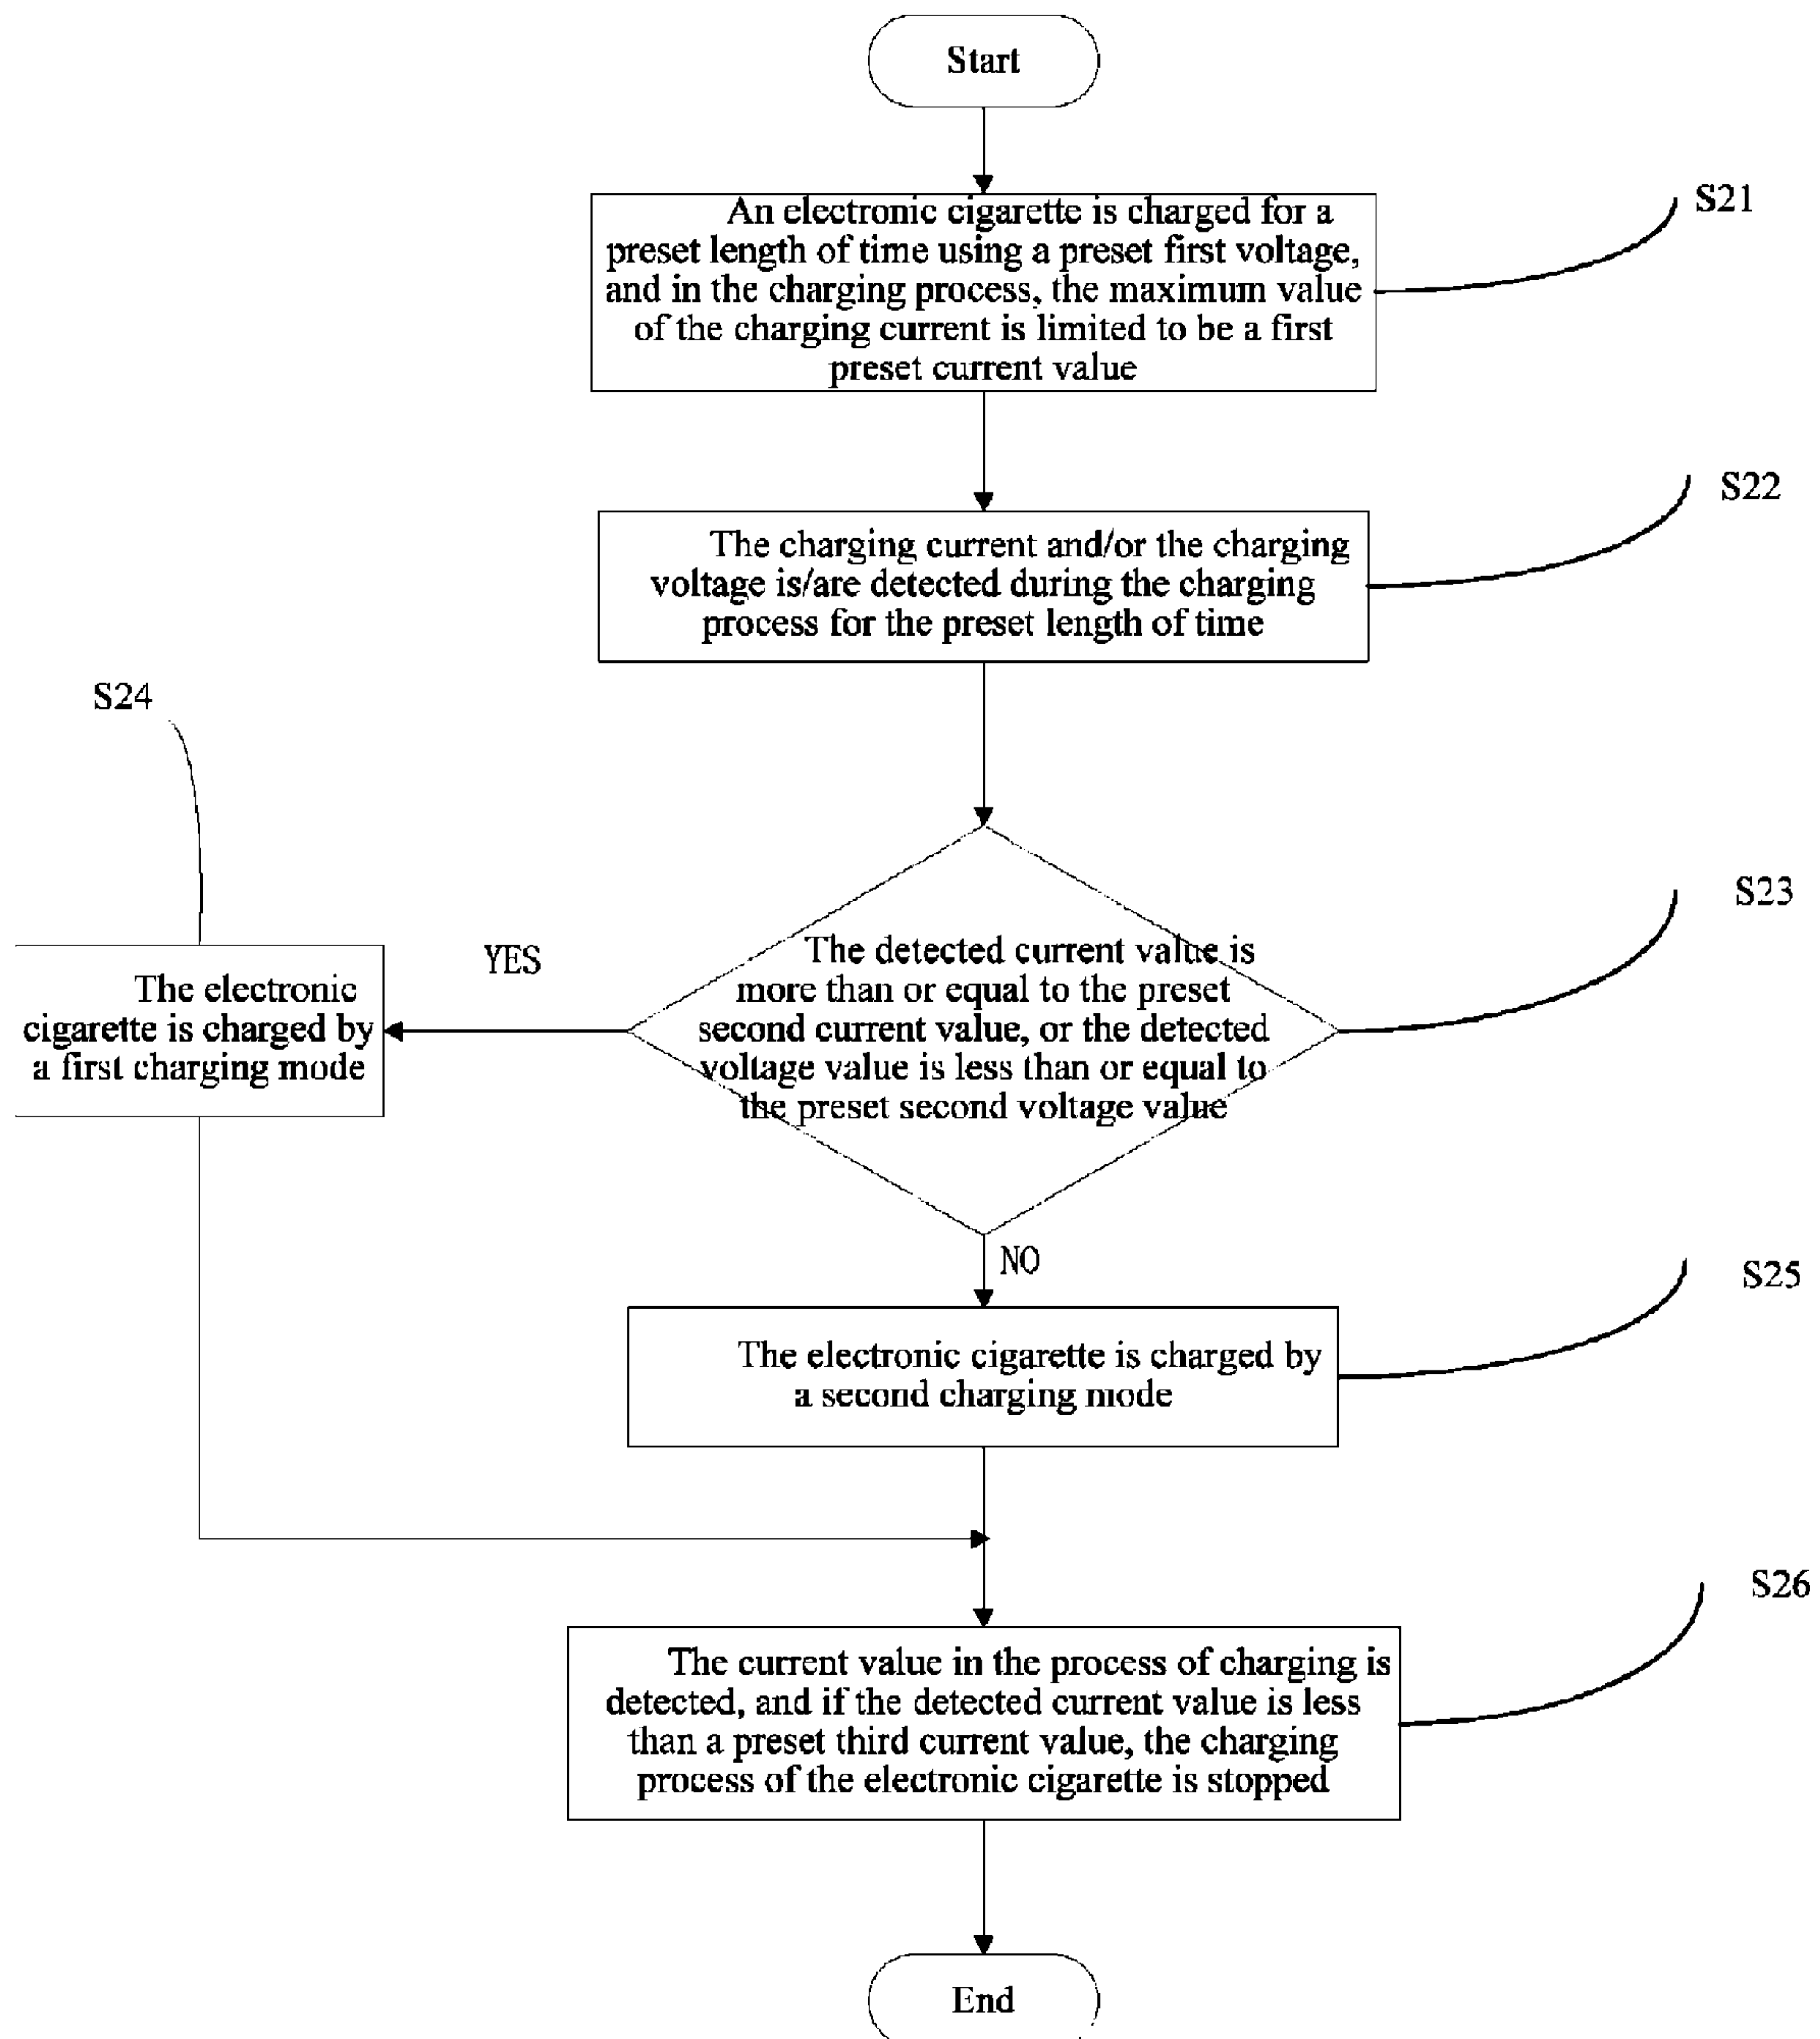 Start
An electronic cigarette is charged for a
preset length of time using a preset first voltage,
and in the charging process, the maximum value
of the charging current is limited to be a first
preset current value
S21
The charging current and/or the charging
voltage is/are detected during the charging
process for the preset length of time
S22
The detected current value is
more than or equal to the preset
second current value, or the detected
voltage value is less than or equal to
the preset second voltage value
S23
YES
The electronic
cigarette is charged by
a first charging mode
S24
NO
The electronic cigarette is charged by
a second charging mode
S25
The current value in the process of charging is
detected, and if the detected current value is less
than a preset third current value, the charging
process of the electronic cigarette is stopped
S26
End